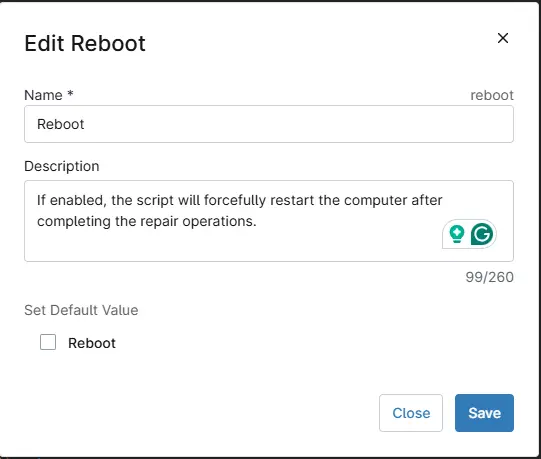 Edit Reboot
Name *
reboot
Reboot
Description
If enabled, the script will forcefully restart the computer after
completing the repair operations.
99/260
Set Default Value
Reboot
Close
Save